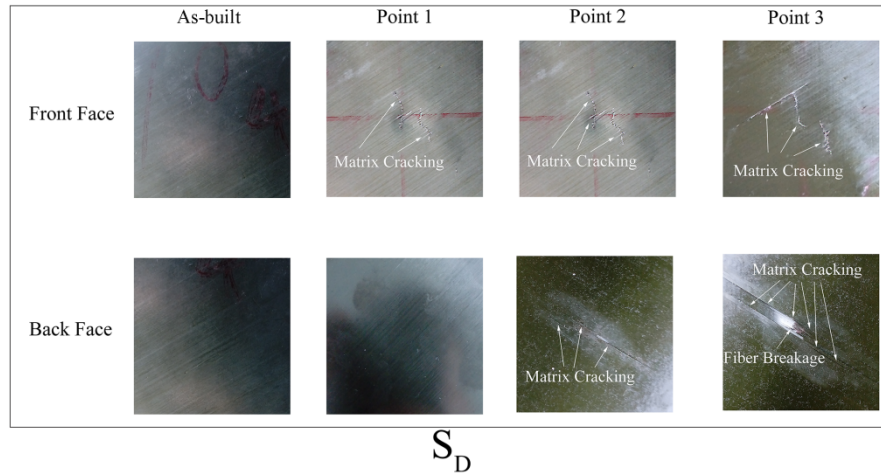 As-built Point 1 Point 2 Point 3
Front Face
Matrix Cracking Matrix Cracking Matrix Cracking
Back Face
Matrix Cracking
Fiber Breakage
Matrix Cracking
S_D